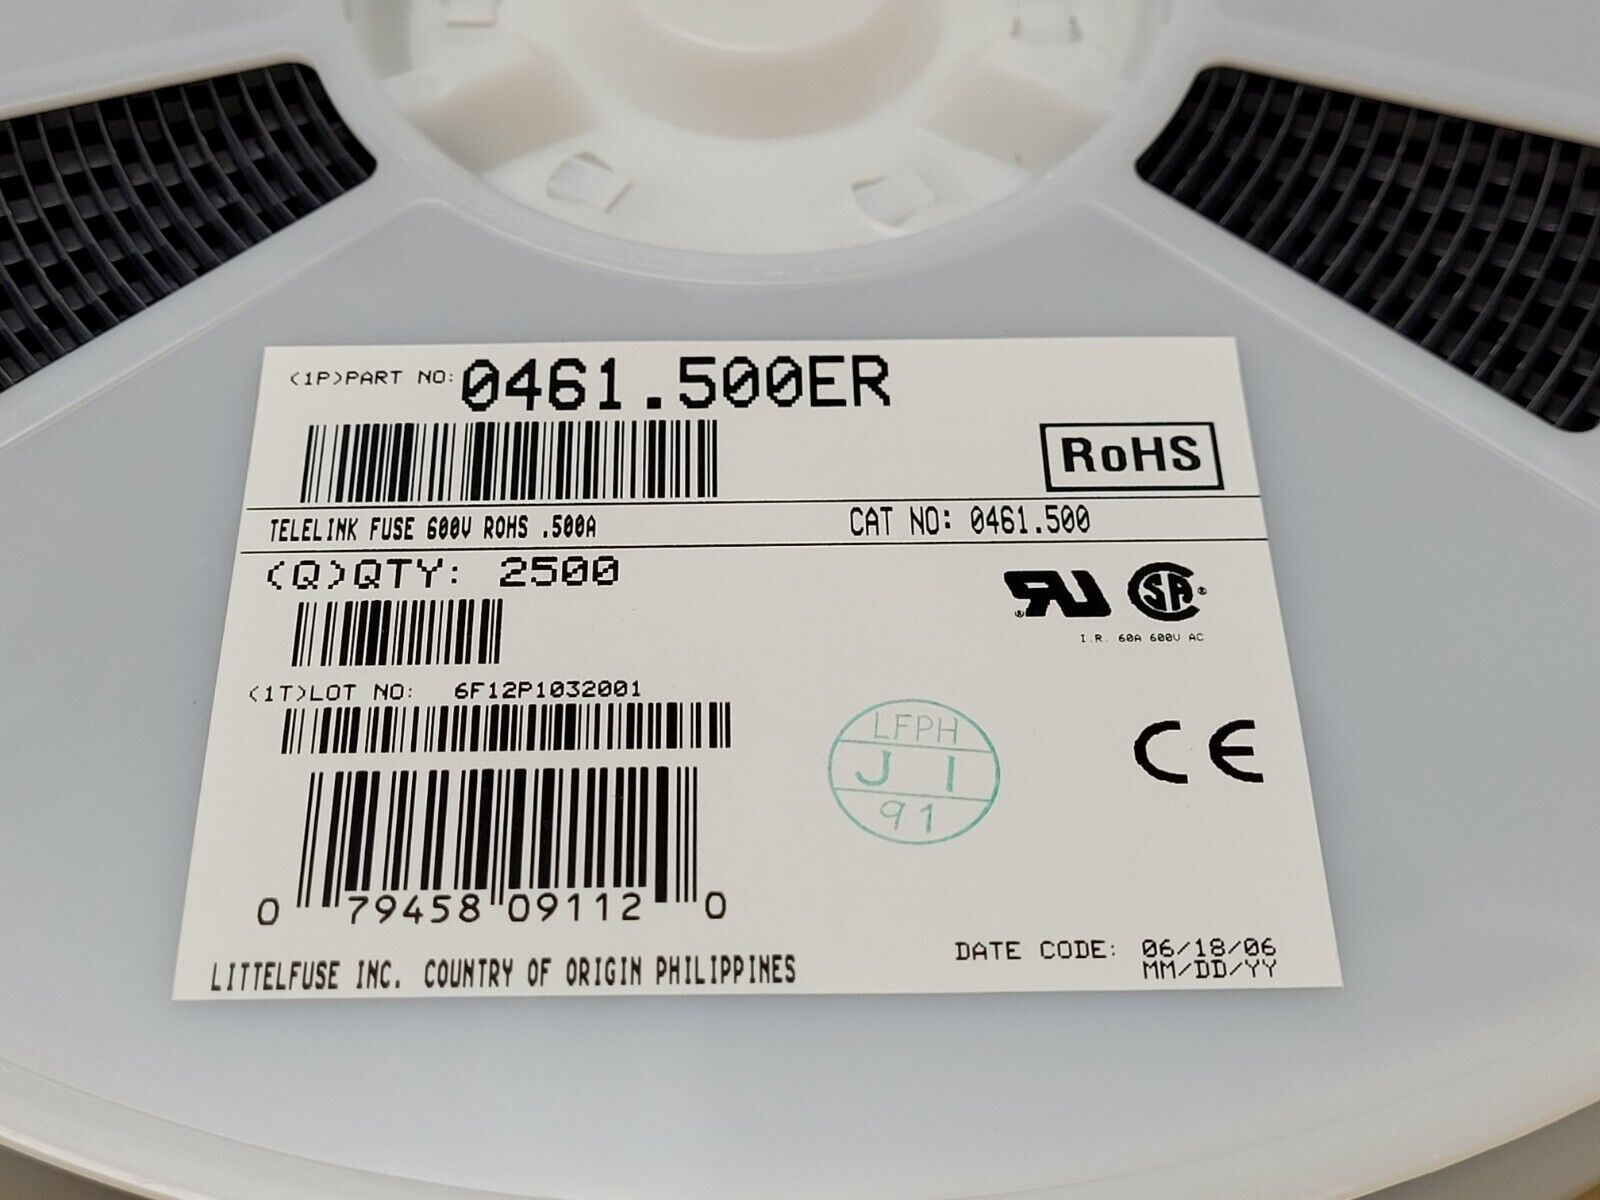 (1P)PART NO: 0461.500ER
RoHS
TELELINK FUSE 600V ROHS .500A CAT NO: 0461.500
(Q)QTY: 2500
I.R. 60A 600V AC
(1T)LOT NO: 6F12P1032001
LFPH
J 1
91
CE
0 79458 09112 0
DATE CODE: 06/18/06
MM/DD/YY
LITTELFUSE INC. COUNTRY OF ORIGIN PHILIPPINES